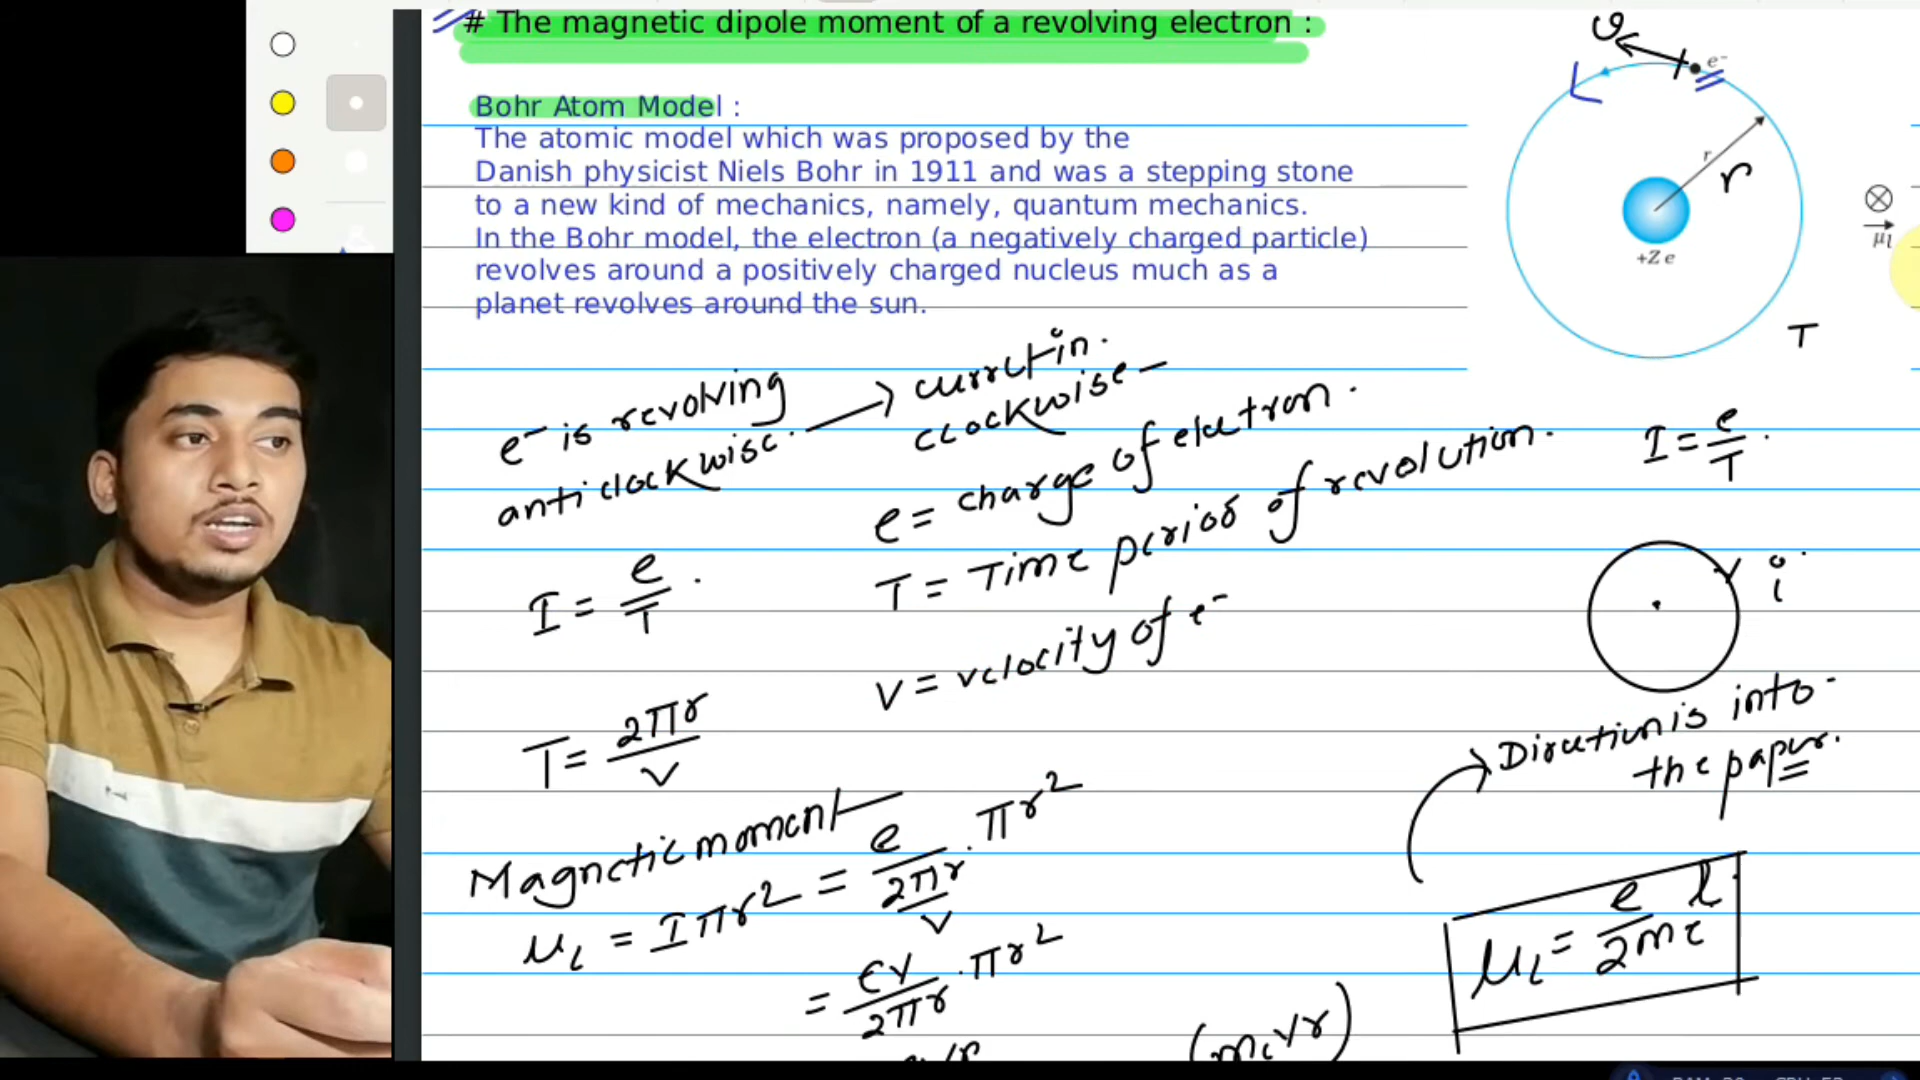 # The magnetic dipole moment of a revolving electron :
Bohr Atom Model :
The atomic model which was proposed by the
Danish physicist Niels Bohr in 1911 and was a stepping stone
to a new kind of mechanics, namely, quantum mechanics.
In the Bohr model, the electron (a negatively charged particle)
revolves around a positively charged nucleus much as a
planet revolves around the sun.
e⁻
r
r
+Z e
⊗
μl
T
e⁻ is revolving
anticlockwise. → current in.
clockwise
I = e/T .
e = charge of electron.
T = Time period of revolution.
v = velocity of e⁻
I = e/T .
i
T = 2πr/v
Direction is into
the paper.
Magnetic moment
μl = Iπr² = e/(2πr/v) . πr²
= ev/2πr . πr²
μl = e/2me l
(mevr)